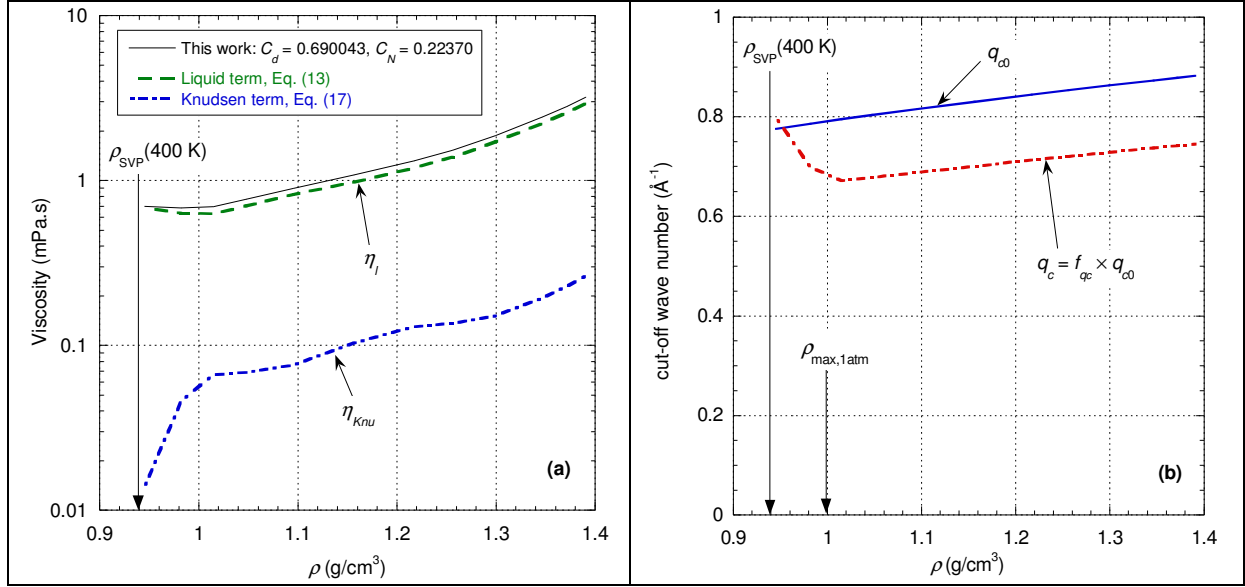 10
1
0.1
0.01
Viscosity (mPa.s)
This work: C_d = 0.690043, C_N = 0.22370
Liquid term, Eq. (13)
Knudsen term, Eq. (17)
ρ_SVP(400 K)
η_l
η_Knu
(a)
0.9 1 1.1 1.2 1.3 1.4
ρ (g/cm³)
1
0.8
0.6
0.4
0.2
0
cut-off wave number (Å⁻¹)
ρ_SVP(400 K)
q_c0
q_c = f_qc × q_c0
ρ_max,1atm
(b)
0.9 1 1.1 1.2 1.3 1.4
ρ (g/cm³)